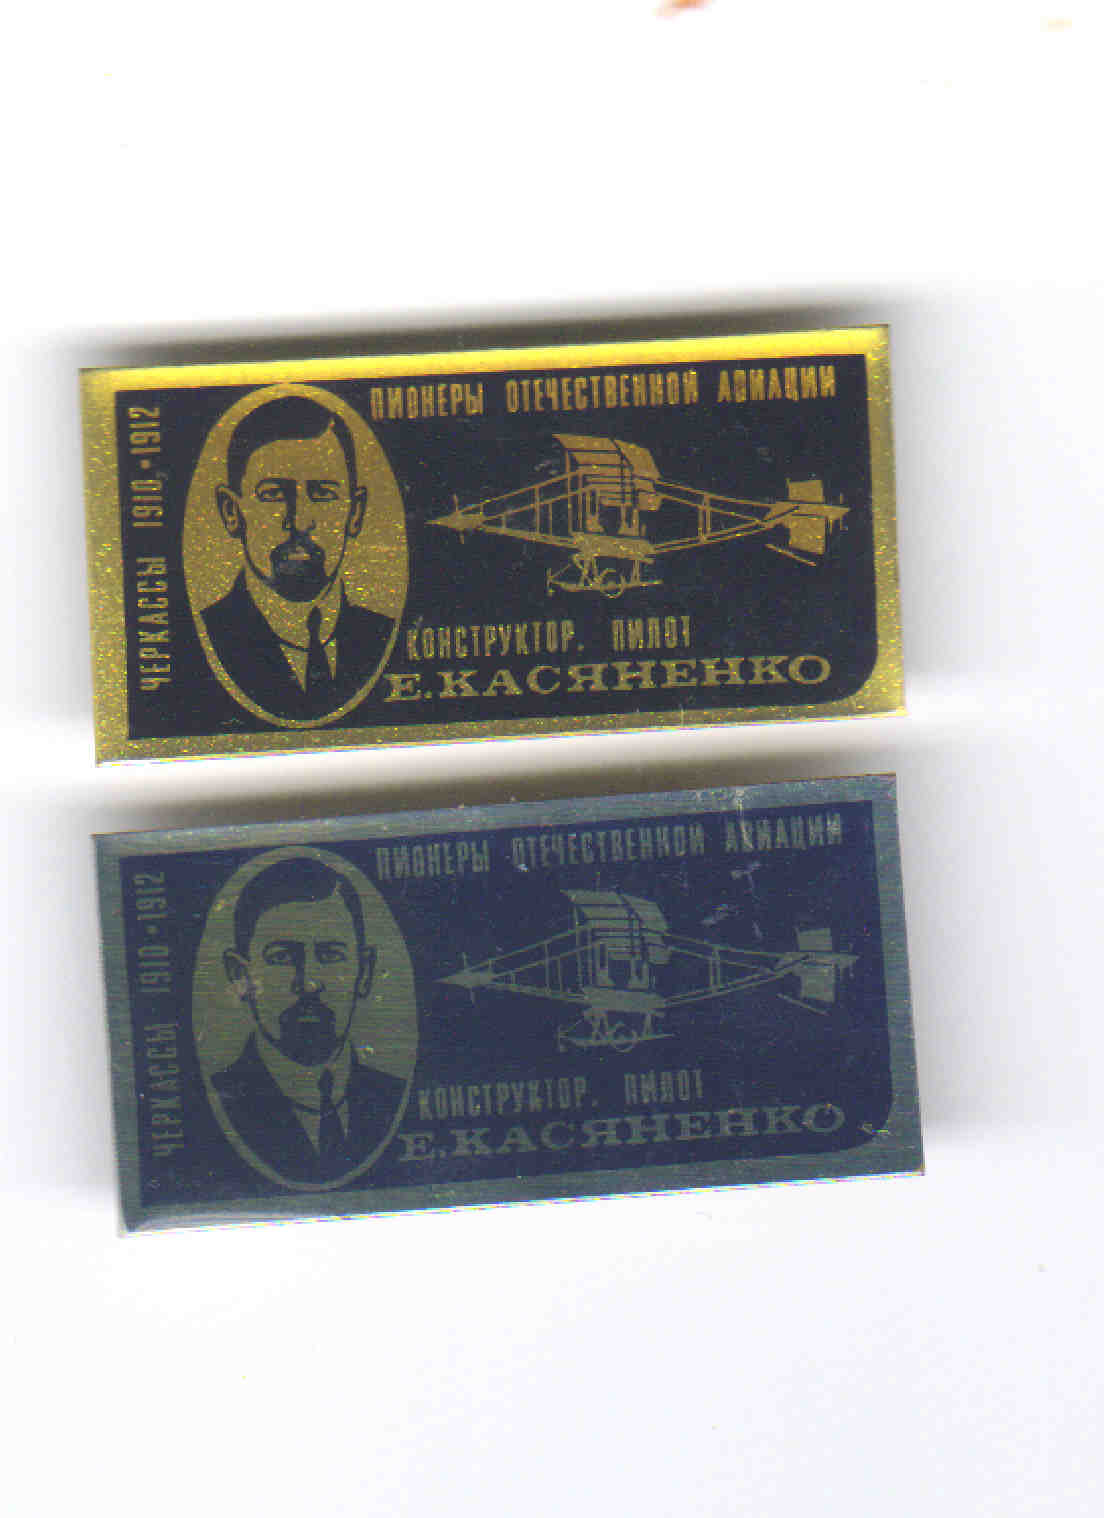 ПИОНЕРЫ ОТЕЧЕСТВЕННОЙ АВИАЦИИ
ЧЕРКАССЫ 1910,•1912
КОНСТРУКТОР. ПИЛОТ
Е.КАСЯНЕНКО
ПИОНЕРЫ ОТЕЧЕСТВЕННОЙ АВИАЦИИ
ЧЕРКАССЫ 1910•1912
КОНСТРУКТОР. ПИЛОТ
Е.КАСЯНЕНКО